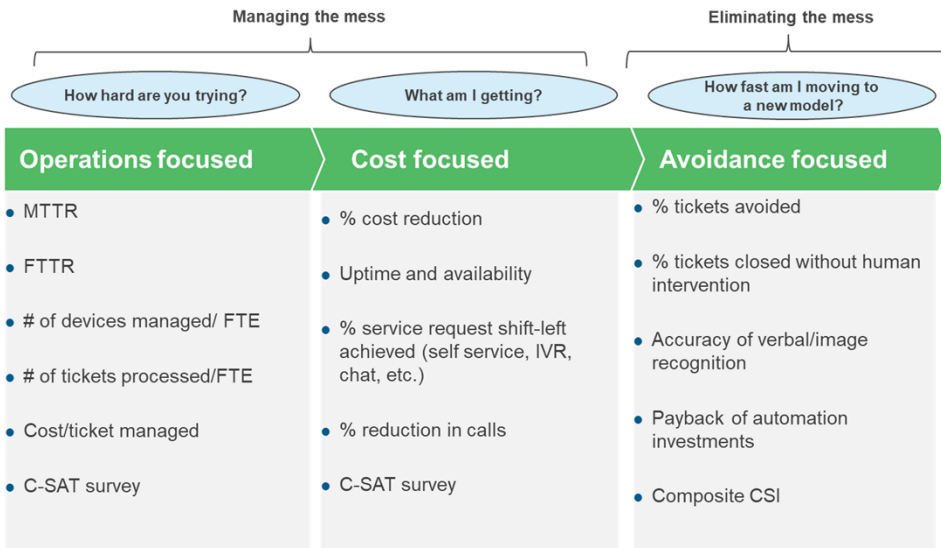 Managing the mess
Eliminating the mess
How hard are you trying?
What am I getting?
How fast am I moving to
a new model?
Operations focused
Cost focused
Avoidance focused
MTTR
FTTR
# of devices managed/ FTE
# of tickets processed/FTE
Cost/ticket managed
C-SAT survey
% cost reduction
Uptime and availability
% service request shift-left
achieved (self service, IVR,
chat, etc.)
% reduction in calls
C-SAT survey
% tickets avoided
% tickets closed without human
intervention
Accuracy of verbal/image
recognition
Payback of automation
investments
Composite CSI